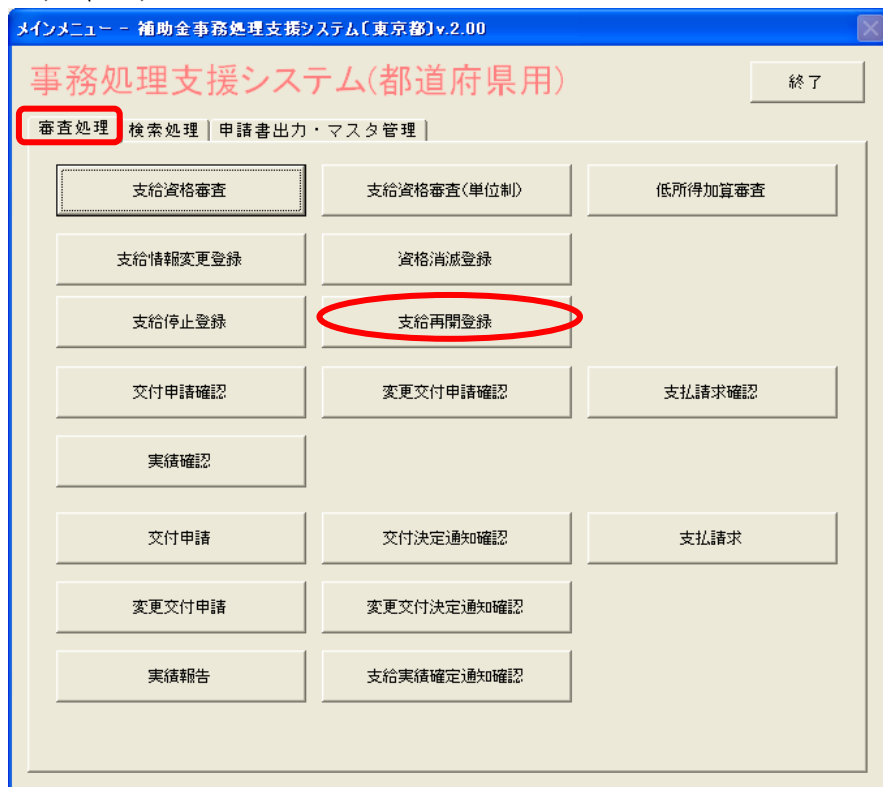 メインメニュー - 補助金事務処理支援システム〔東京都〕v.2.00
事務処理支援システム(都道府県用)
終了
審査処理 検索処理 申請書出力・マスタ管理
支給資格審査 支給資格審査(単位制) 低所得加算審査
支給情報変更登録 資格消滅登録
支給停止登録 支給再開登録
交付申請確認 変更交付申請確認 支払請求確認
実績確認
交付申請 交付決定通知確認 支払請求
変更交付申請 変更交付決定通知確認
実績報告 支給実績確定通知確認